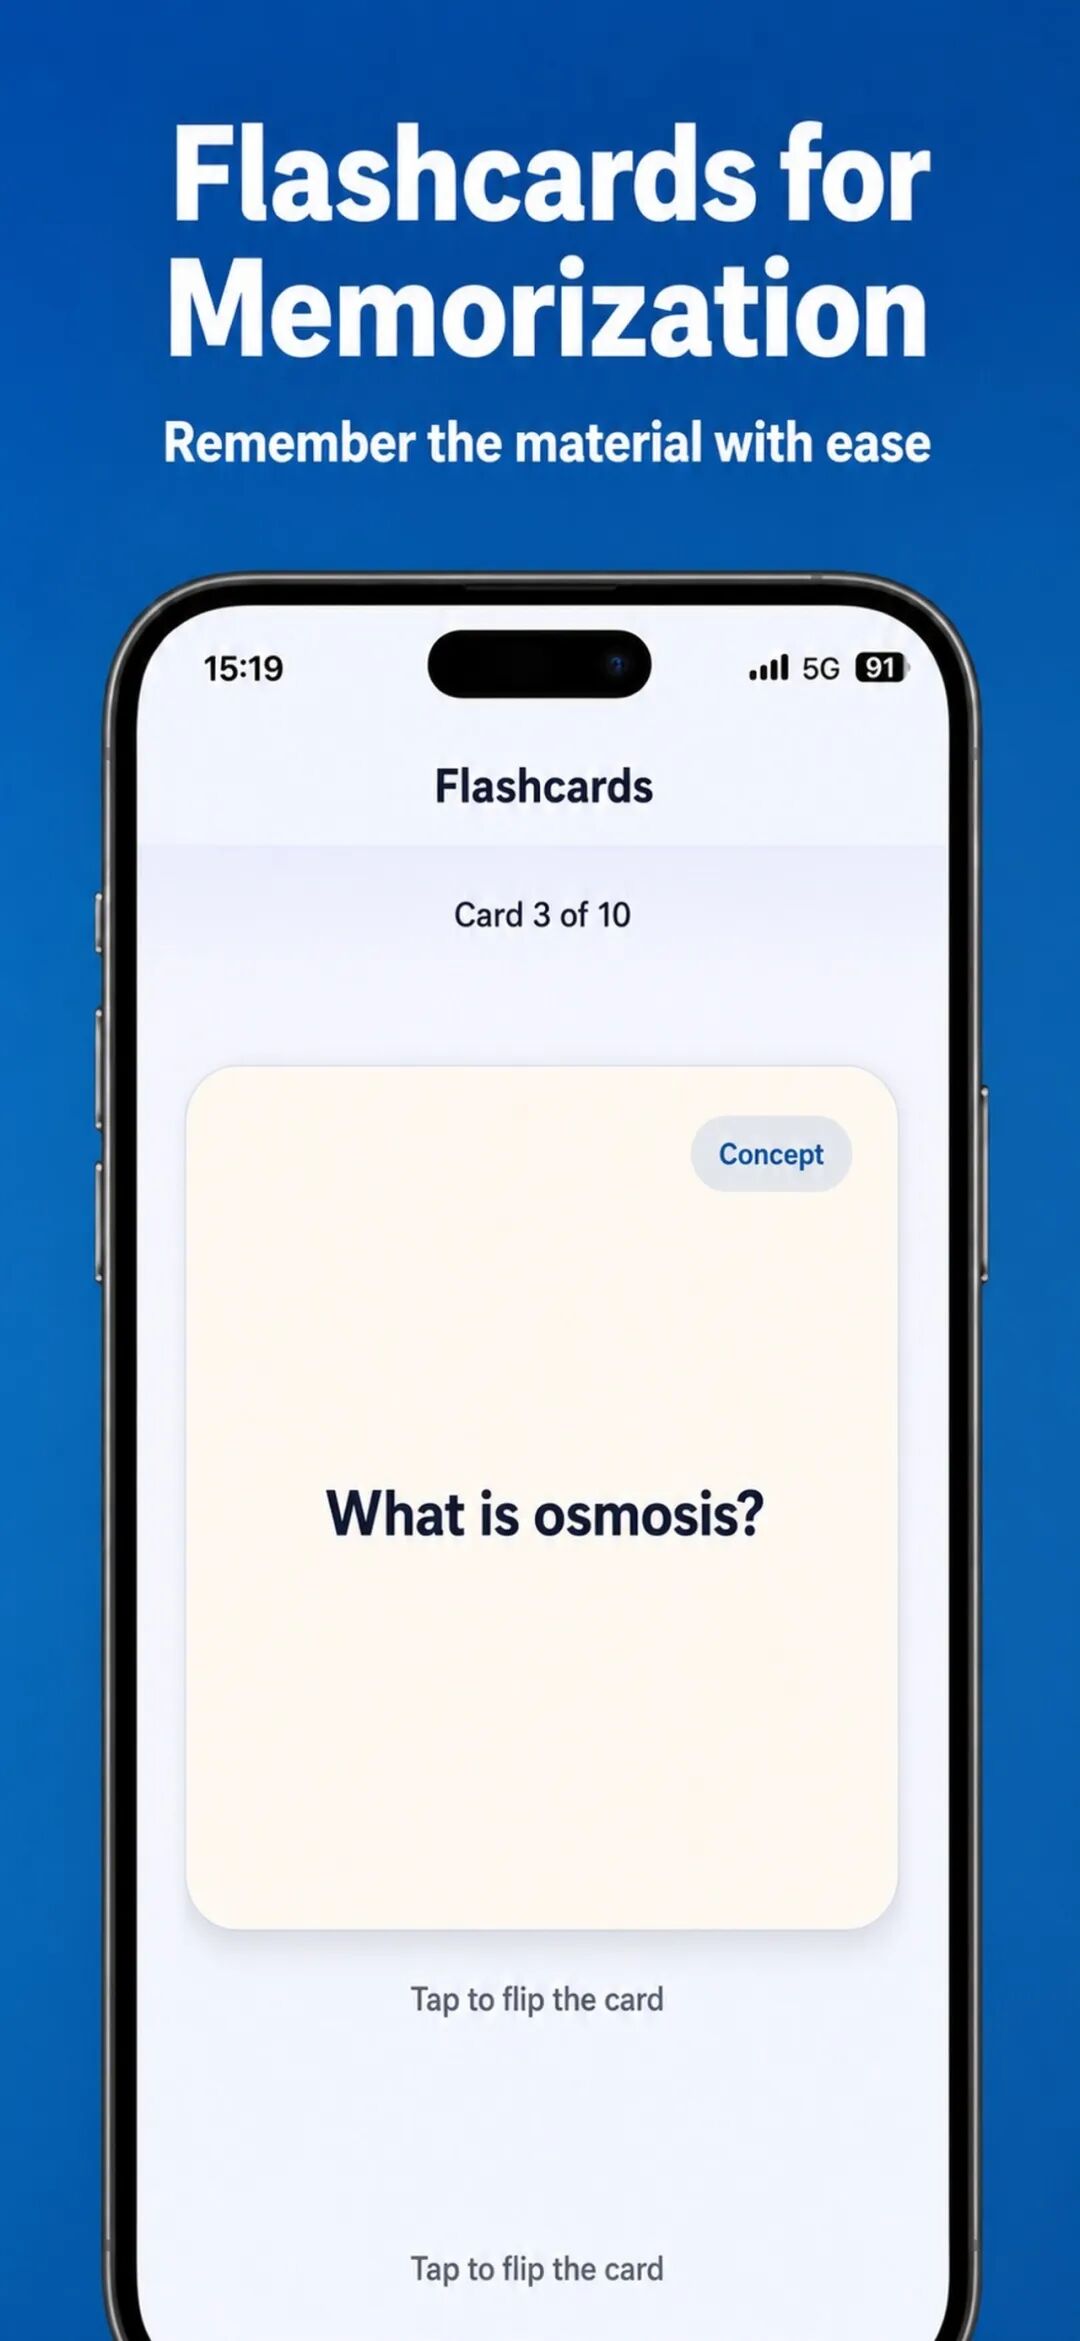 Flashcards for
Memorization
Remember the material with ease
15:19 5G 91
Flashcards
Card 3 of 10
Concept
What is osmosis?
Tap to flip the card
Tap to flip the card